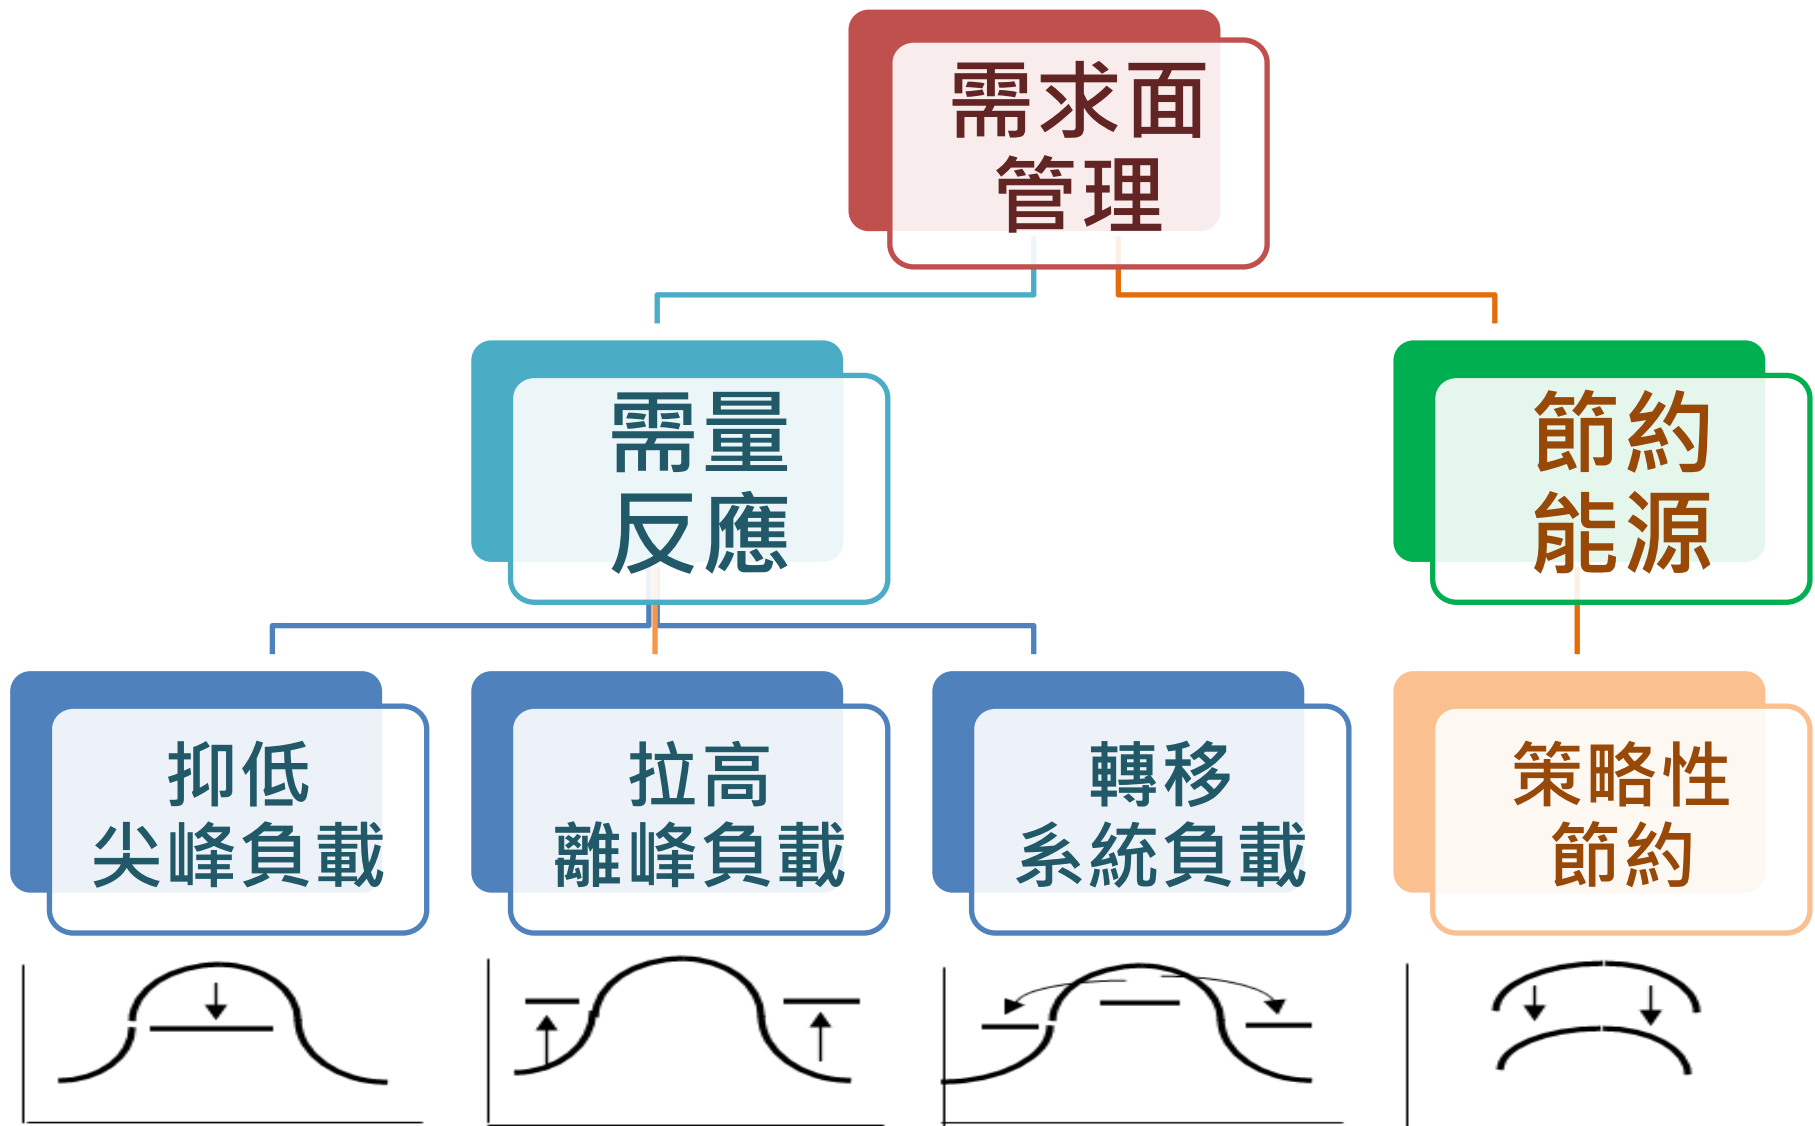 需求面
管理
需量
反應
節約
能源
抑低
尖峰負載
拉高
離峰負載
轉移
系統負載
策略性
節約